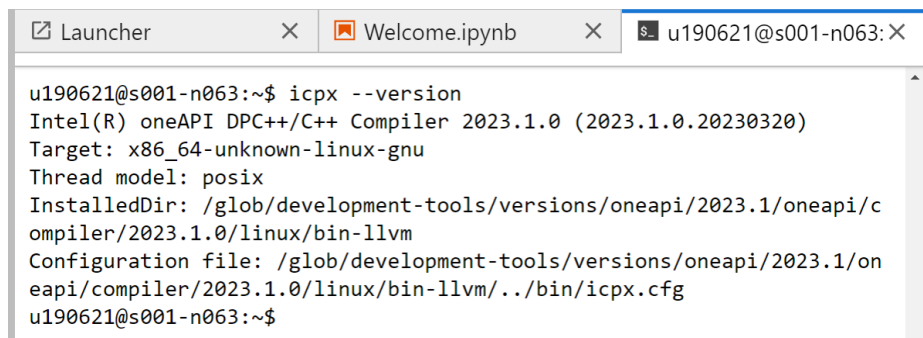 Launcher
Welcome.ipynb
$_ u190621@s001-n063:
u190621@s001-n063:~$ icpx --version
Intel(R) oneAPI DPC++/C++ Compiler 2023.1.0 (2023.1.0.20230320)
Target: x86_64-unknown-linux-gnu
Thread model: posix
InstalledDir: /glob/development-tools/versions/oneapi/2023.1/oneapi/c
ompiler/2023.1.0/linux/bin-llvm
Configuration file: /glob/development-tools/versions/oneapi/2023.1/on
eapi/compiler/2023.1.0/linux/bin-llvm/../bin/icpx.cfg
u190621@s001-n063:~$